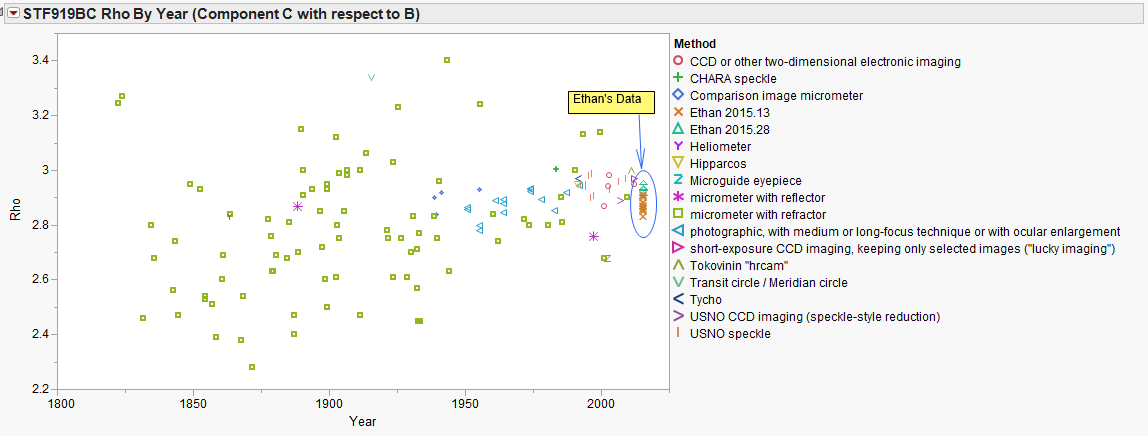 STF919BC Rho By Year (Component C with respect to B)
3.4
3.2
3
2.8
2.6
2.4
2.2
Rho
1800
1850
1900
1950
2000
Year
Ethan's Data
Method
CCD or other two-dimensional electronic imaging
CHARA speckle
Comparison image micrometer
Ethan 2015.13
Ethan 2015.28
Heliometer
Hipparcos
Microguide eyepiece
micrometer with reflector
micrometer with refractor
photographic, with medium or long-focus technique or with ocular enlargement
short-exposure CCD imaging, keeping only selected images ("lucky imaging")
Tokovinin "hrcam"
Transit circle / Meridian circle
Tycho
USNO CCD imaging (speckle-style reduction)
USNO speckle